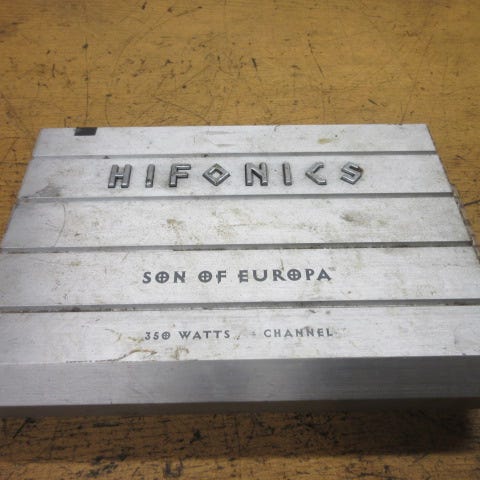 HIFONICS
SON OF EUROPA
350 WATTS CHANNEL